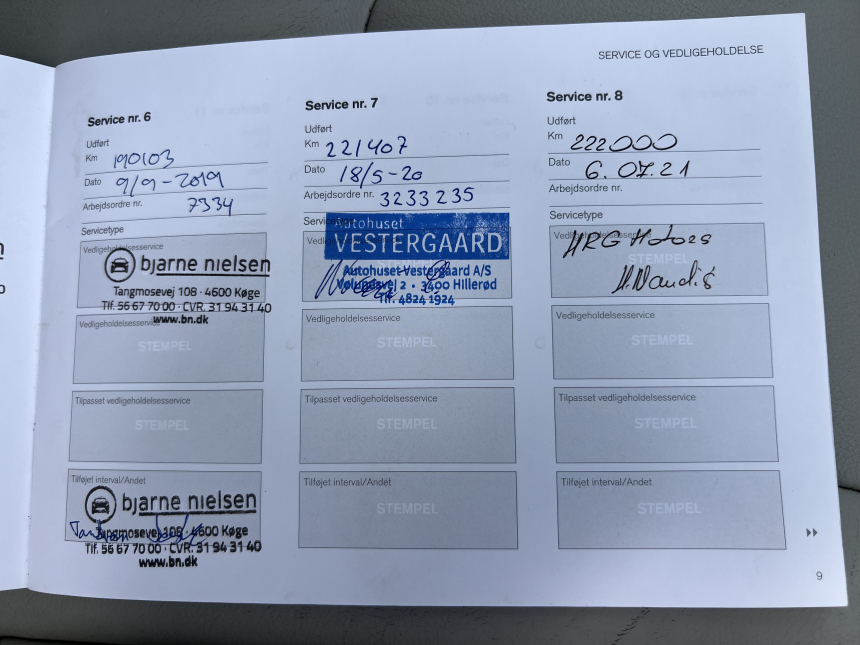 SERVICE OG VEDLIGEHOLDELSE
Service nr. 6
Udført
Km 190103
Dato 9/9-2019
Arbejdsordre nr. 7334
Servicetype
Vedligeholdelsesservice
bjarne nielsen
Tangmosevej 108 · 4600 Køge
Tlf. 56 67 70 00 · CVR. 31 94 31 40
www.bn.dk
Vedligeholdelsesservice
STEMPEL
Tilpasset vedligeholdelsesservice
STEMPEL
Tilføjet interval/Andet
bjarne nielsen
Tangmosevej 108 · 4600 Køge
Tlf. 56 67 70 00 · CVR. 31 94 31 40
www.bn.dk
Service nr. 7
Udført
Km 221407
Dato 18/5-20
Arbejdsordre nr. 3233235
Autohuset
VESTERGAARD
Autohuset Vestergaard A/S
Volundsvej 2 · 3400 Hillerød
Tlf. 4824 1924
Vedligeholdelsesservice
STEMPEL
Tilpasset vedligeholdelsesservice
STEMPEL
Tilføjet interval/Andet
STEMPEL
Service nr. 8
Udført
Km 222000
Dato 6.07.21
Arbejdsordre nr.
Servicetype
Vedligeholdelsesservice
STEMPEL
Vedligeholdelsesservice
STEMPEL
Tilpasset vedligeholdelsesservice
STEMPEL
Tilføjet interval/Andet
STEMPEL
9